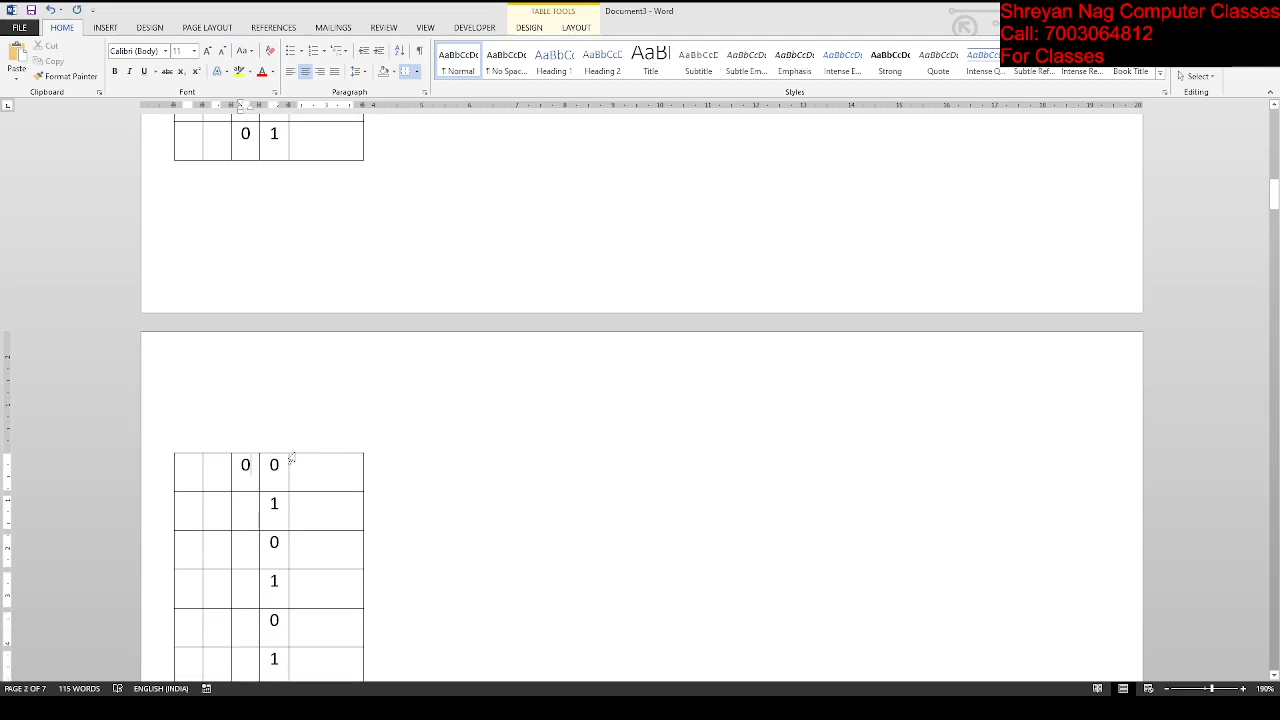 Document3 - Word
TABLE TOOLS
Shreyan Nag Computer Classes
Call: 7003064812
For Classes
FILE HOME INSERT DESIGN PAGE LAYOUT REFERENCES MAILINGS REVIEW VIEW DEVELOPER DESIGN LAYOUT
Paste
Cut
Copy
Format Painter
Clipboard
Calibri (Body) 11
Font
Paragraph
AaBbCcDc AaBbCcDc AaBbCc AaBbCcC AaBl AaBbCcC AaBbCcDc AaBbCcDc AaBbCcDc AaBbCcDc AaBbCcDc AaBbCcDc
¶ Normal ¶ No Spac... Heading 1 Heading 2 Title Subtitle Subtle Em... Emphasis Intense E... Strong Quote Intense Q... Subtle Ref... Intense Re... Book Title
Styles
Select
Editing
0 1
0 0
1
0
1
0
1
PAGE 2 OF 7 115 WORDS ENGLISH (INDIA) 190%